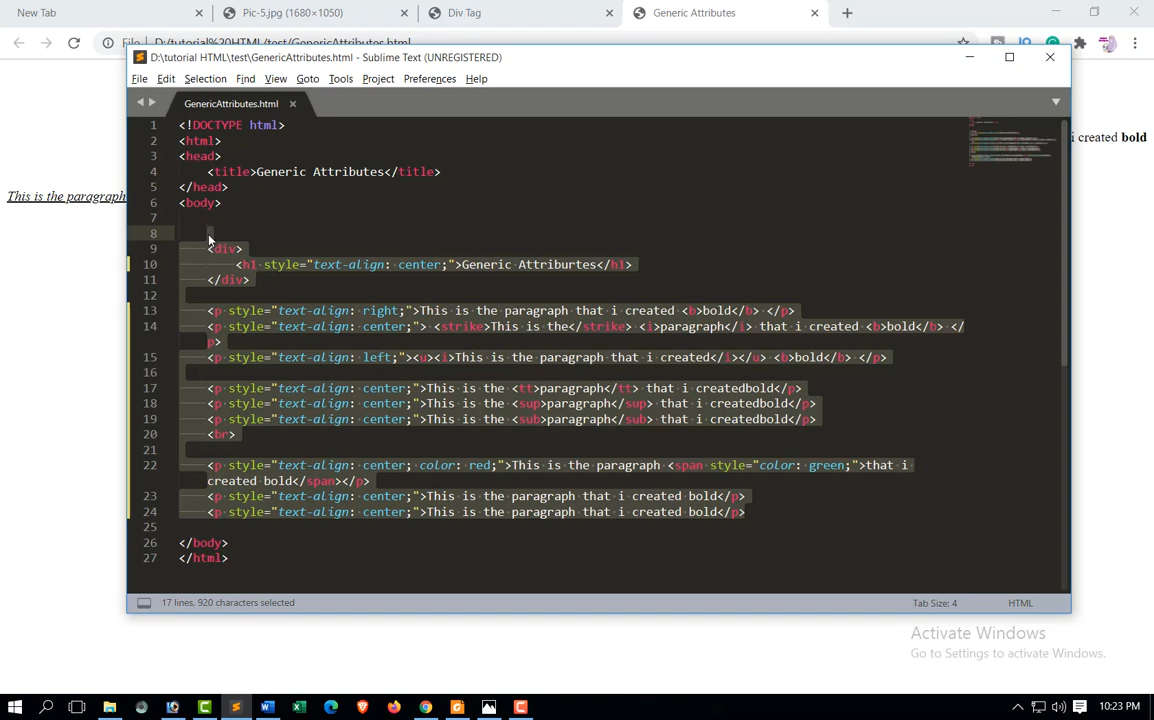 New Tab
Pic-5.jpg (1680×1050)
Div Tag
Generic Attributes
File D:/tutorial%20HTML/test/GenericAttributes.html
D:\tutorial HTML\test\GenericAttributes.html - Sublime Text (UNREGISTERED)
File Edit Selection Find View Goto Tools Project Preferences Help
GenericAttributes.html
i created bold
This is the paragraph
1 <!DOCTYPE html>
2 <html>
3 <head>
4 <title>Generic Attributes</title>
5 </head>
6 <body>
7
8
9 <div>
10 <h1 style="text-align: center;">Generic Attriburtes</h1>
11 </div>
12
13 <p style="text-align: right;">This is the paragraph that i created <b>bold</b> </p>
14 <p style="text-align: center;"> <strike>This is the</strike> <i>paragraph</i> that i created <b>bold</b> </
p>
15 <p style="text-align: left;"><u><i>This is the paragraph that i created</i></u> <b>bold</b> </p>
16
17 <p style="text-align: center;">This is the <tt>paragraph</tt> that i createdbold</p>
18 <p style="text-align: center;">This is the <sup>paragraph</sup> that i createdbold</p>
19 <p style="text-align: center;">This is the <sub>paragraph</sub> that i createdbold</p>
20 <br>
21
22 <p style="text-align: center; color: red;">This is the paragraph <span style="color: green;">that i
created bold</span></p>
23 <p style="text-align: center;">This is the paragraph that i created bold</p>
24 <p style="text-align: center;">This is the paragraph that i created bold</p>
25
26 </body>
27 </html>
17 lines, 920 characters selected
Tab Size: 4
HTML
Activate Windows
Go to Settings to activate Windows.
10:23 PM